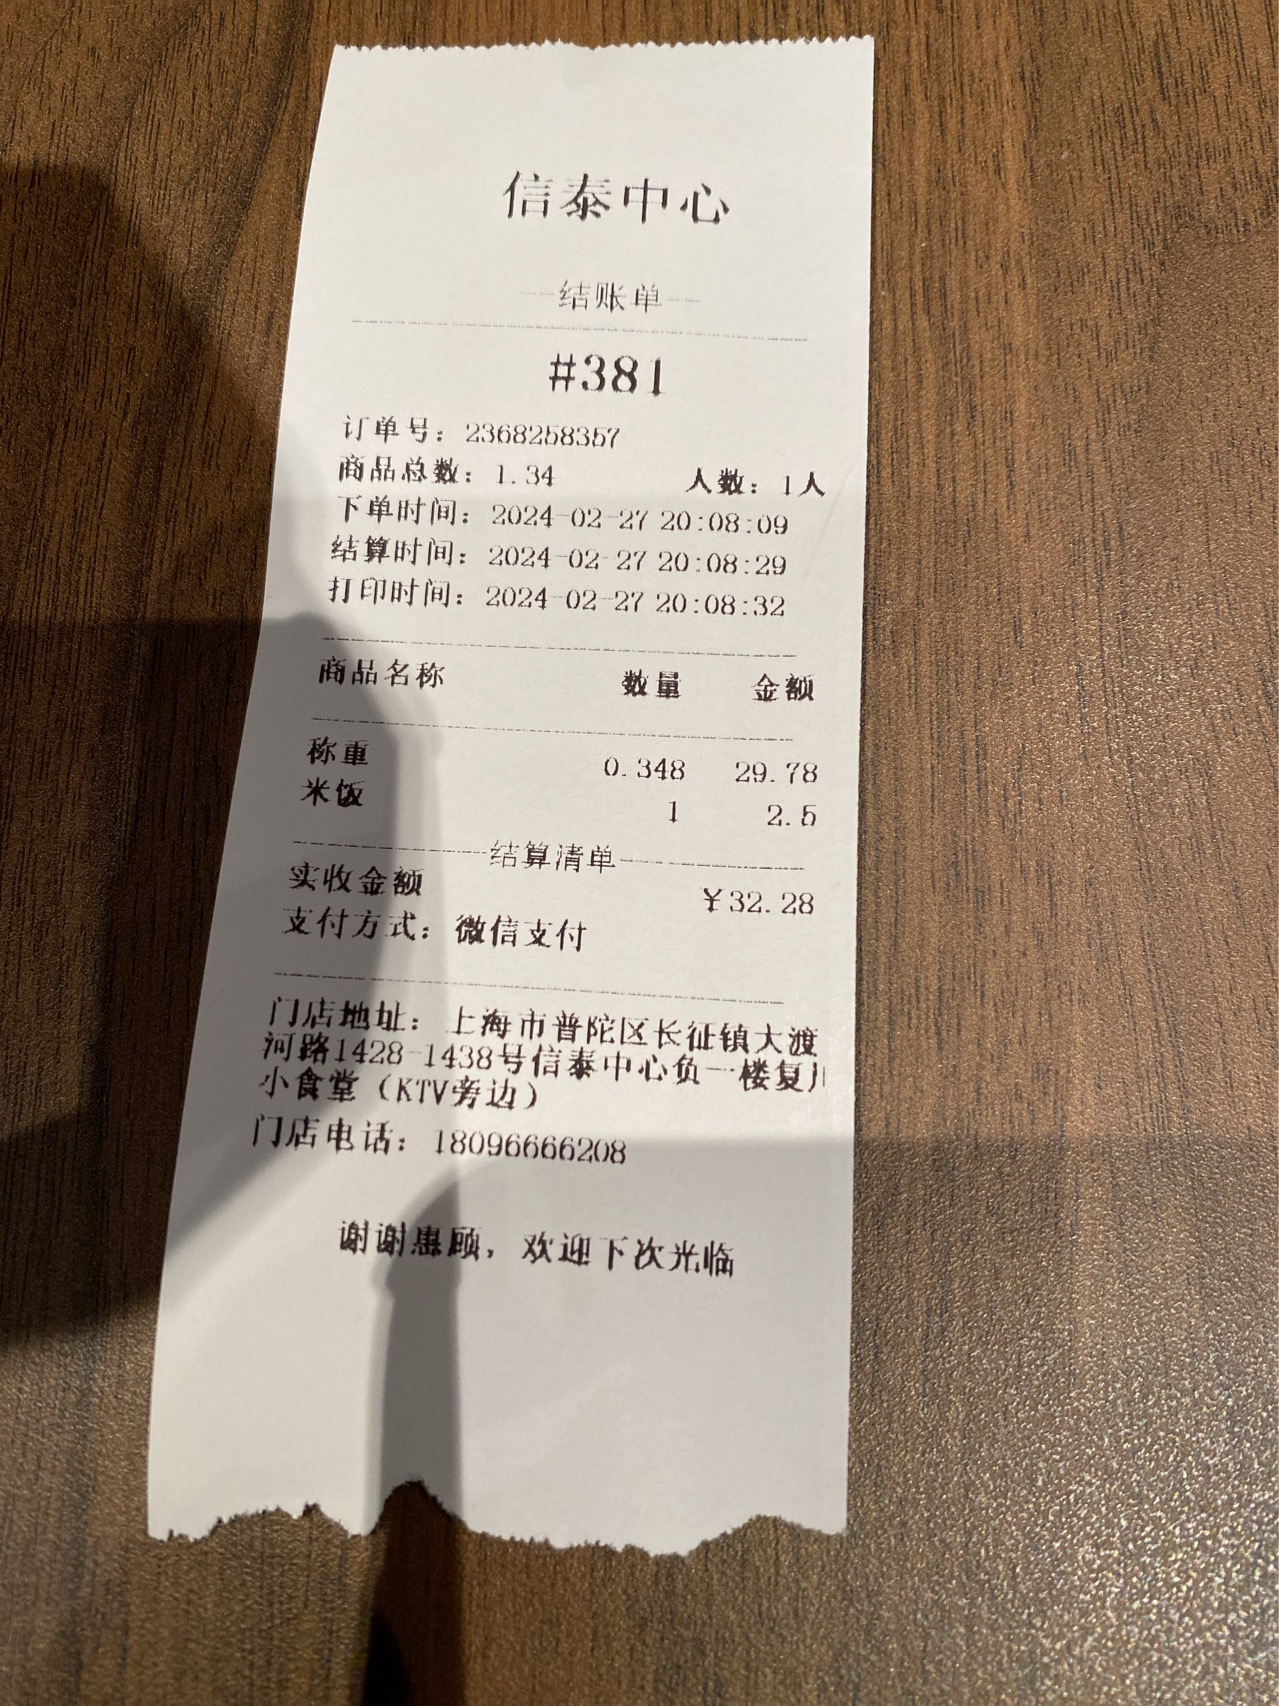 信泰中心
---结账单---
#381
订单号：2368258357
商品总数：1.34 人数：1人
下单时间：2024-02-27 20:08:09
结算时间：2024-02-27 20:08:29
打印时间：2024-02-27 20:08:32
商品名称 数量 金额
称重 0.348 29.78
米饭 1 2.5
结算清单
实收金额 ¥32.28
支付方式：微信支付
门店地址：上海市普陀区长征镇大渡
河路1428-1438号信泰中心负一楼复
小食堂（KTV旁边）
门店电话：18096666208
谢谢惠顾，欢迎下次光临